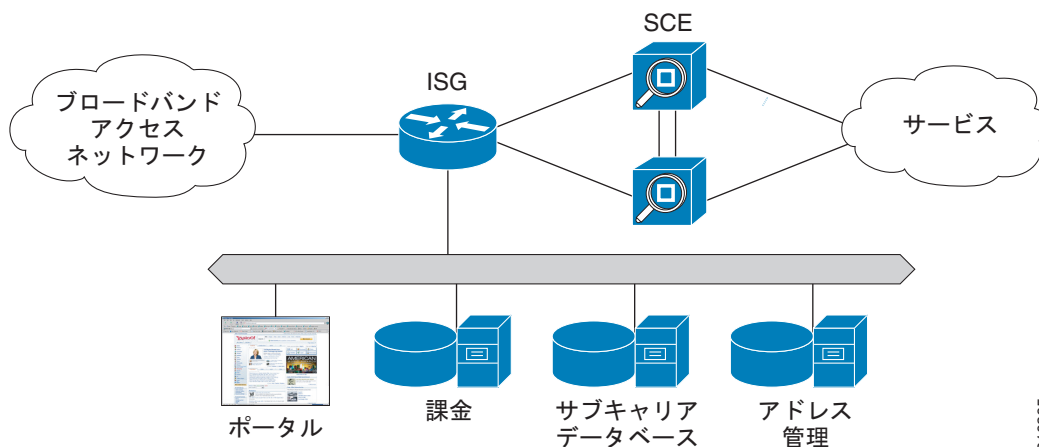 SCE
ISG
ブロードバンド
アクセス
ネットワーク
サービス
ポータル
課金
サブキャリア
データベース
アドレス
管理